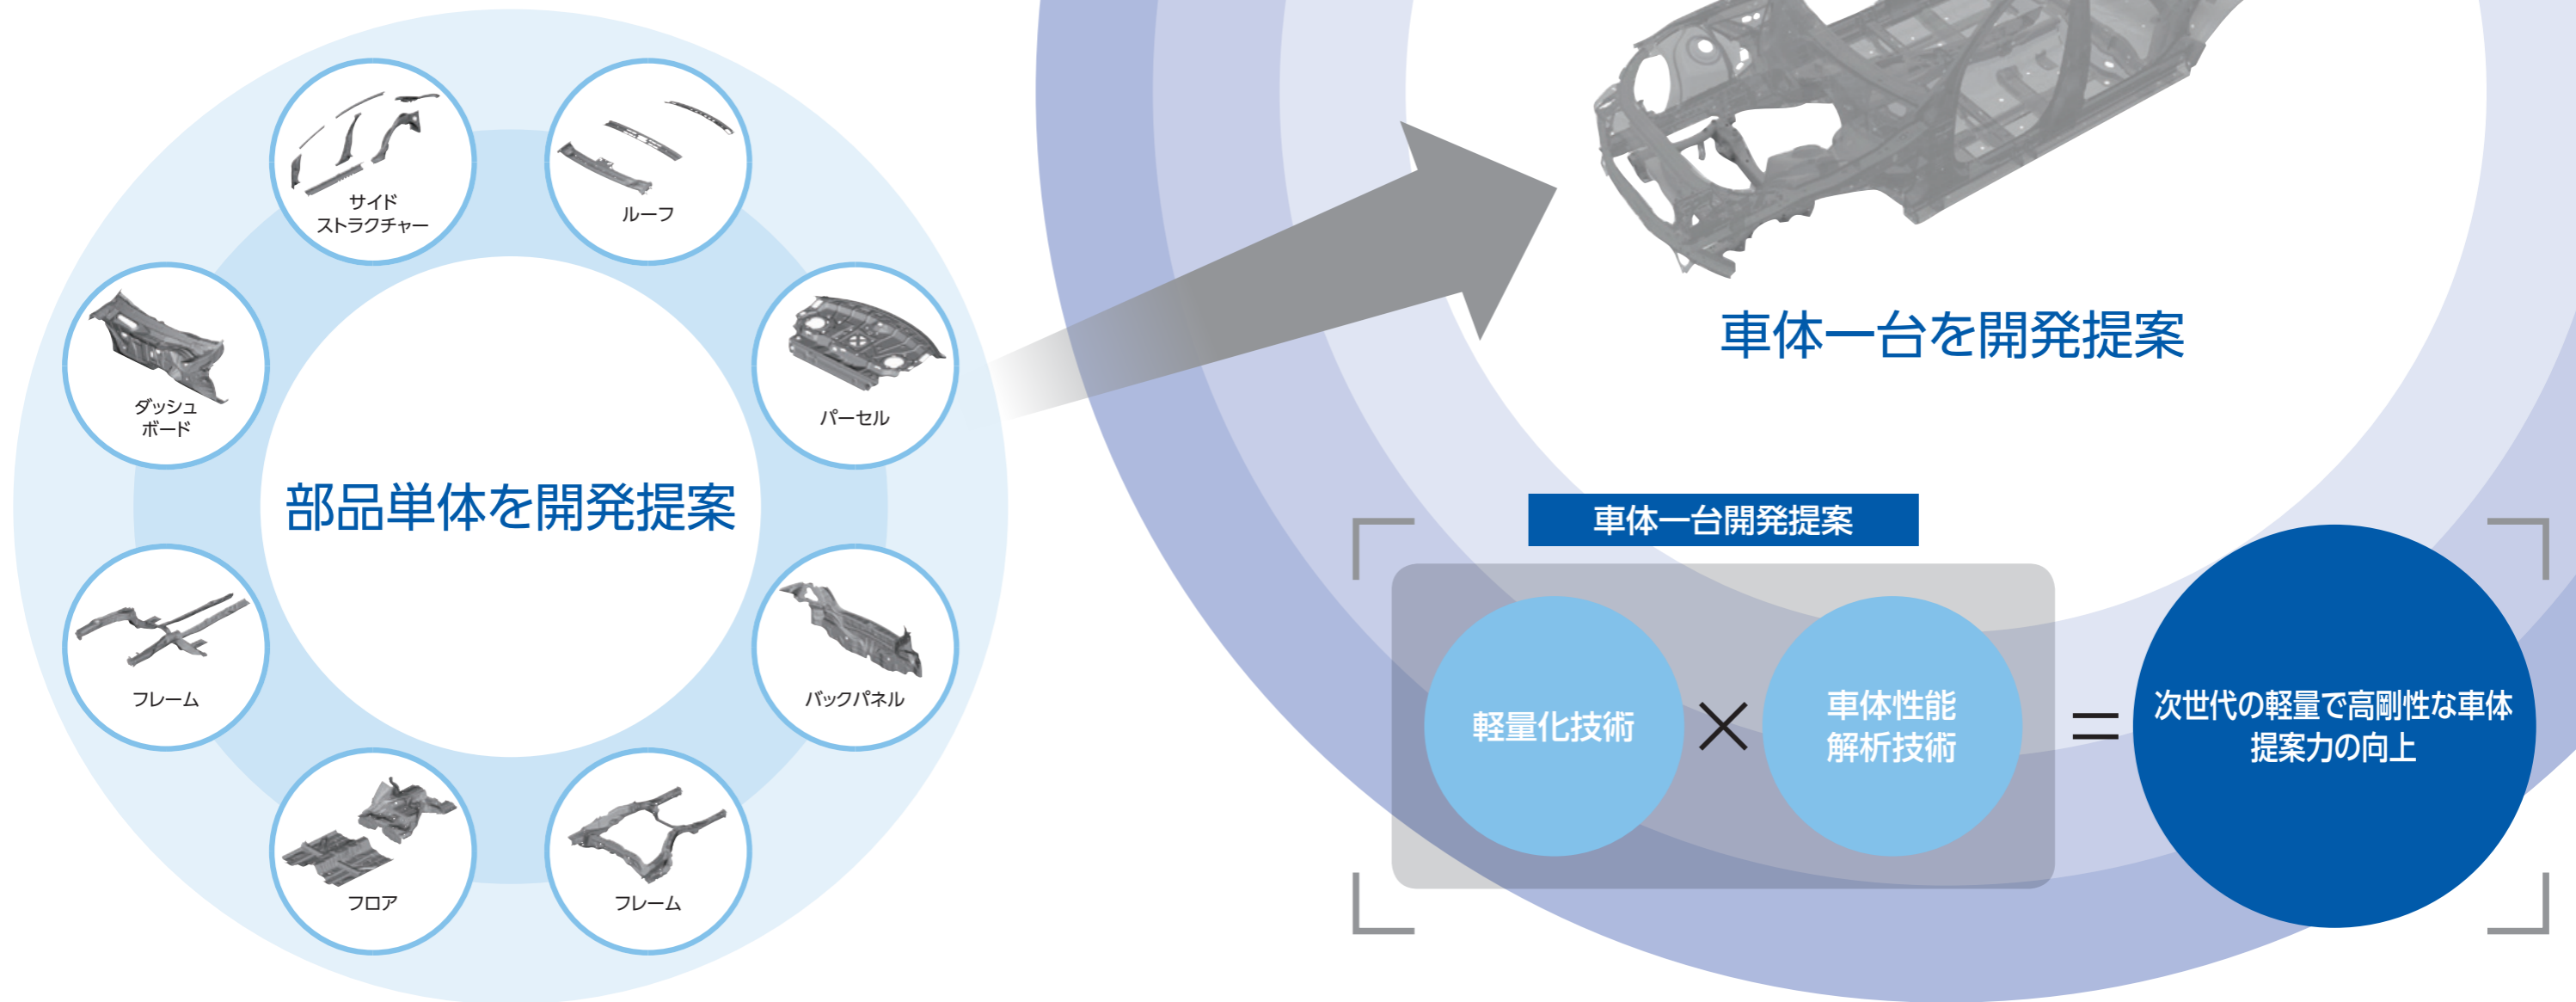 サイド
ストラクチャー
ルーフ
ダッシュ
ボード
パーセル
部品単体を開発提案
フレーム
バックパネル
フロア
フレーム
車体一台を開発提案
車体一台開発提案
軽量化技術
×
車体性能
解析技術
=
次世代の軽量で高剛性な車体
提案力の向上